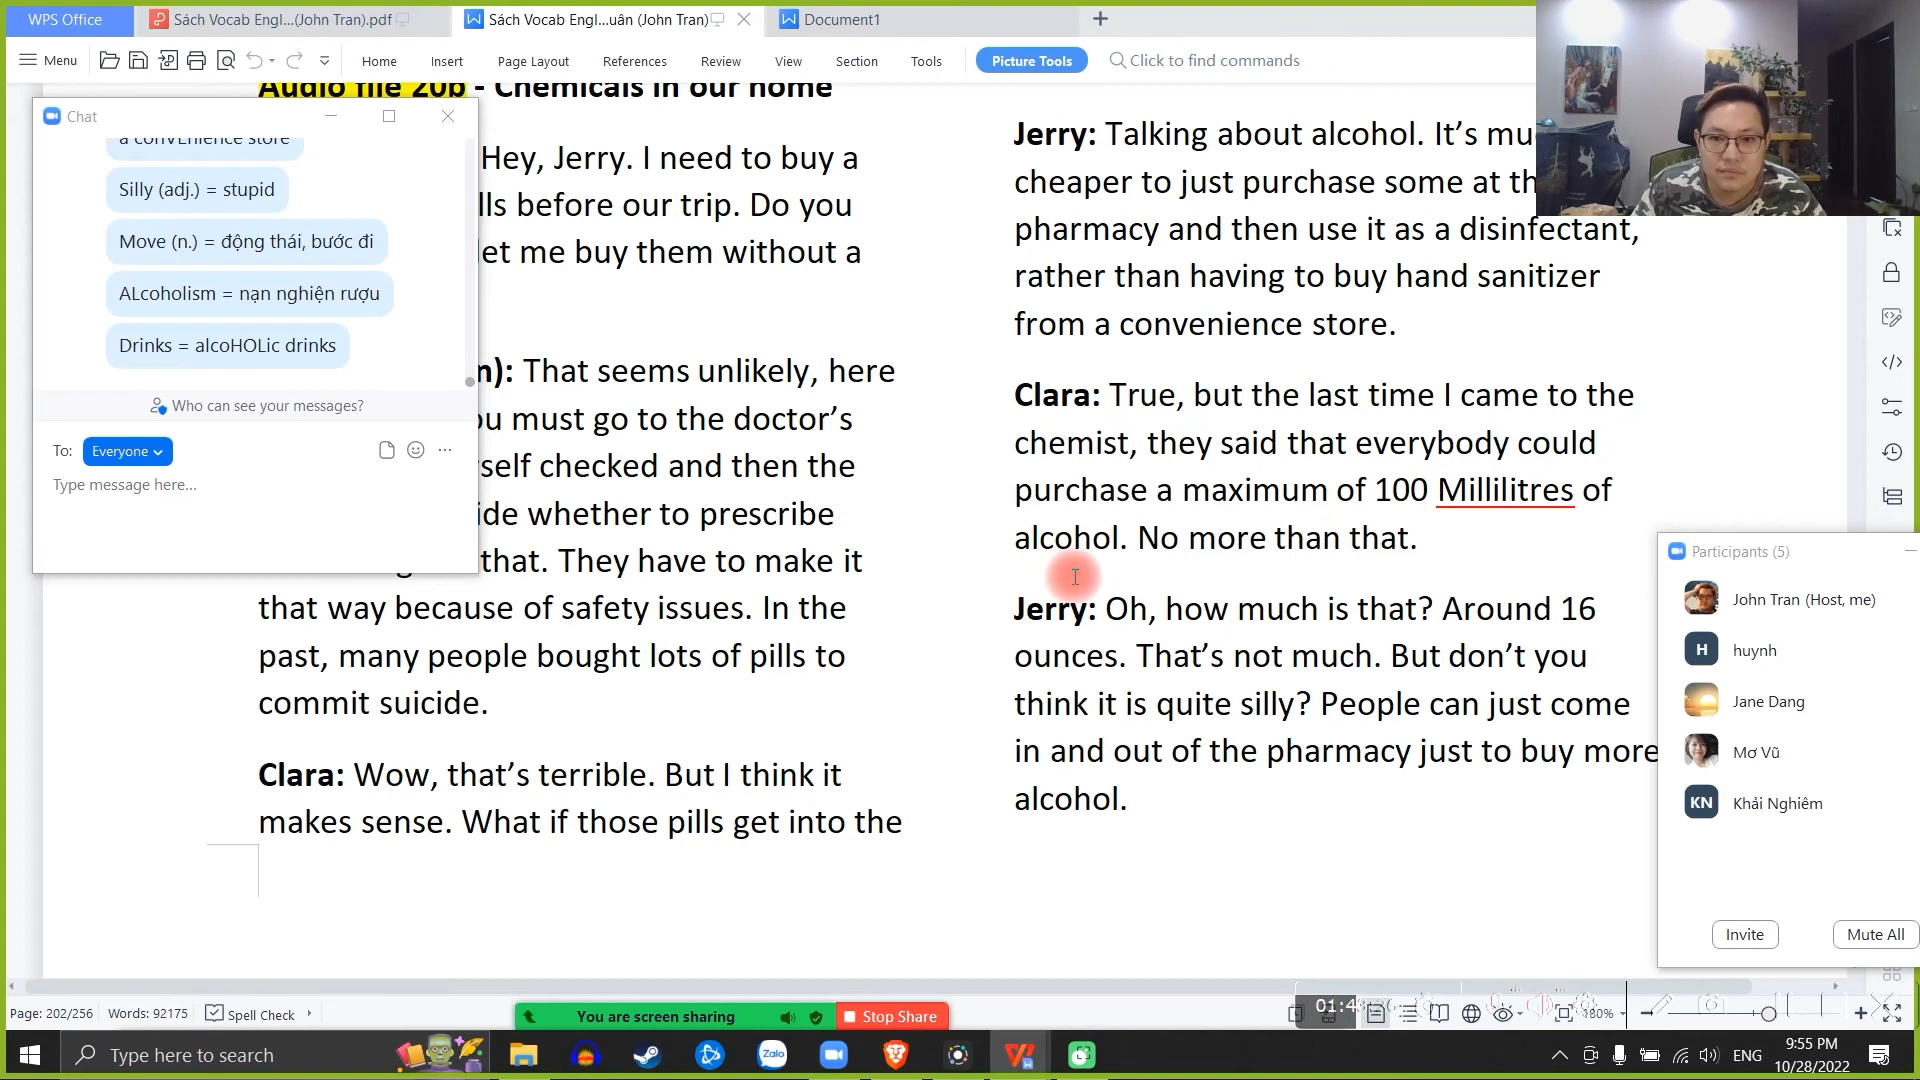 WPS Office
Sách Vocab Engl...(John Tran).pdf
Sách Vocab Engl...uân (John Tran)
Document1
Menu
Home
Insert
Page Layout
References
Review
View
Section
Tools
Picture Tools
Click to find commands
Audio file 20b - Chemicals in our home
Chat
a convEnience store
Silly (adj.) = stupid
Move (n.) = động thái, bước đi
ALcoholism = nạn nghiện rượu
Drinks = alcoHOLic drinks
Who can see your messages?
To: Everyone
Type message here...
Hey, Jerry. I need to buy a
lls before our trip. Do you
let me buy them without a
n): That seems unlikely, here
ou must go to the doctor's
rself checked and then the
ide whether to prescribe
that. They have to make it
that way because of safety issues. In the
past, many people bought lots of pills to
commit suicide.
Clara: Wow, that's terrible. But I think it
makes sense. What if those pills get into the
Jerry: Talking about alcohol. It's mu
cheaper to just purchase some at th
pharmacy and then use it as a disinfectant,
rather than having to buy hand sanitizer
from a convenience store.
Clara: True, but the last time I came to the
chemist, they said that everybody could
purchase a maximum of 100 Millilitres of
alcohol. No more than that.
Jerry: Oh, how much is that? Around 16
ounces. That's not much. But don't you
think it is quite silly? People can just come
in and out of the pharmacy just to buy more
alcohol.
Participants (5)
John Tran (Host, me)
H huynh
Jane Dang
Mơ Vũ
KN Khải Nghiêm
Invite
Mute All
Page: 202/256
Words: 92175
Spell Check
You are screen sharing
Stop Share
180%
Type here to search
Zalo
ENG
9:55 PM
10/28/2022